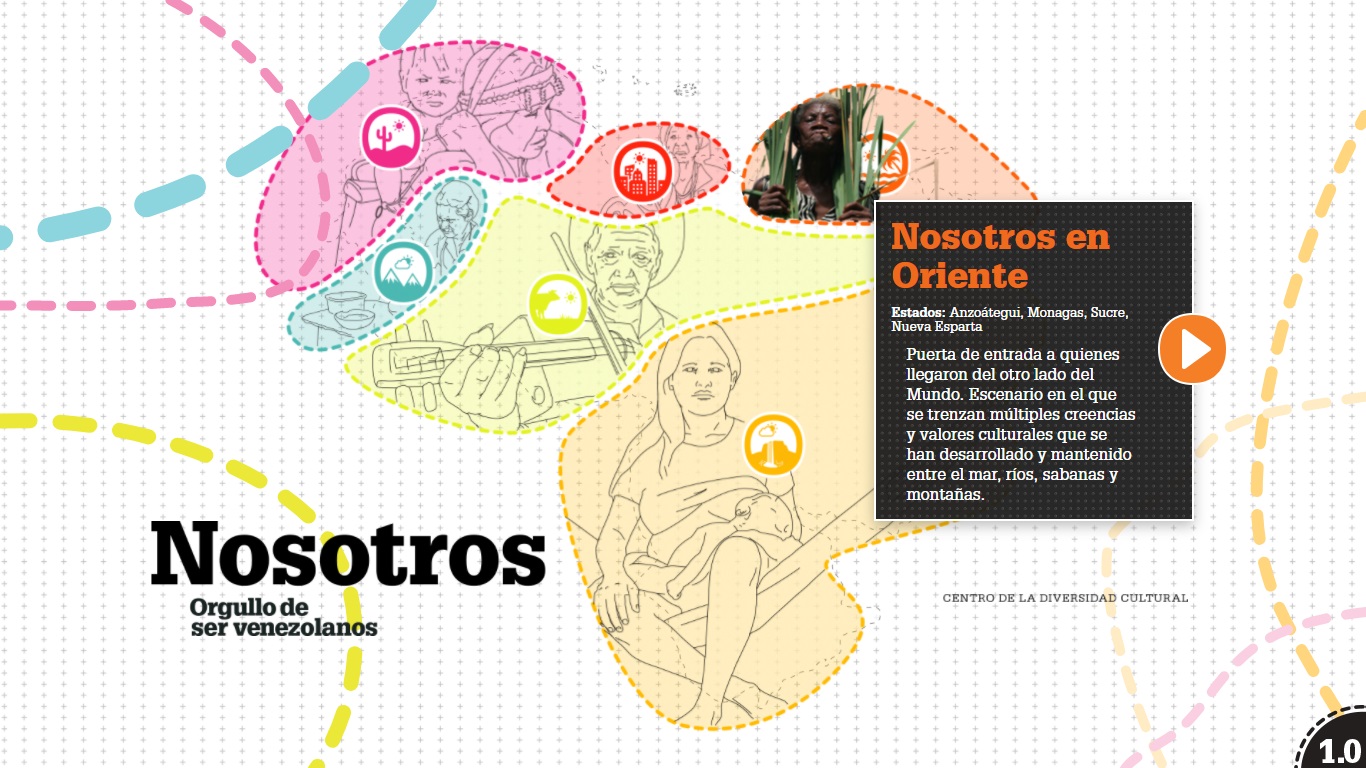 Nosotros en
Oriente
Estados: Anzoátegui, Monagas, Sucre,
Nueva Esparta
Puerta de entrada a quienes
llegaron del otro lado del
Mundo. Escenario en el que
se trenzan múltiples creencias
y valores culturales que se
han desarrollado y mantenido
entre el mar, ríos, sabanas y
montañas.
Nosotros
Orgullo de
ser venezolanos
CENTRO DE LA DIVERSIDAD CULTURAL
1.0